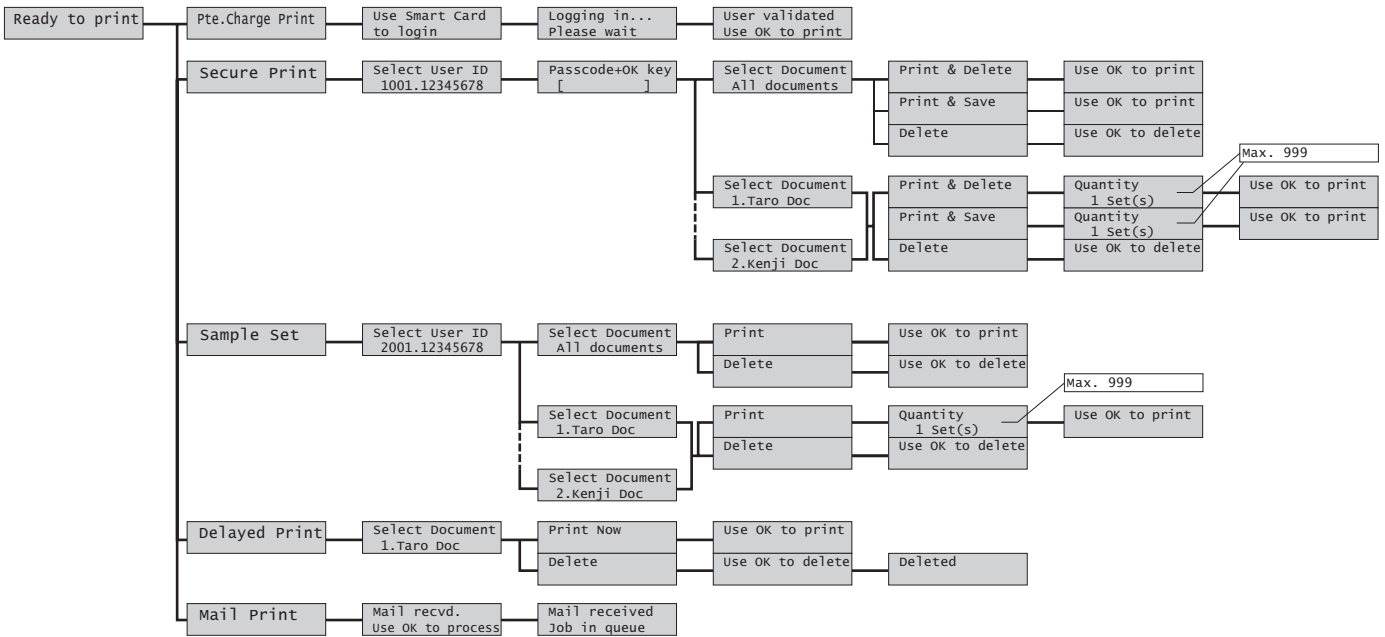 Ready to print
Pte.Charge Print
Use Smart Card
to login
Logging in...
Please wait
User validated
Use OK to print
Secure Print
Select User ID
1001.12345678
Passcode+OK key
[ ]
Select Document
All documents
Print & Delete
Use OK to print
Print & Save
Use OK to print
Delete
Use OK to delete
Max. 999
Select Document
1.Taro Doc
Print & Delete
Quantity
1 Set(s)
Use OK to print
Print & Save
Quantity
1 Set(s)
Use OK to print
Select Document
2.Kenji Doc
Delete
Use OK to delete
Sample Set
Select User ID
2001.12345678
Select Document
All documents
Print
Use OK to print
Delete
Use OK to delete
Max. 999
Select Document
1.Taro Doc
Print
Quantity
1 Set(s)
Use OK to print
Delete
Use OK to delete
Select Document
2.Kenji Doc
Delayed Print
Select Document
1.Taro Doc
Print Now
Use OK to print
Delete
Use OK to delete
Deleted
Mail Print
Mail recvd.
Use OK to process
Mail received
Job in queue